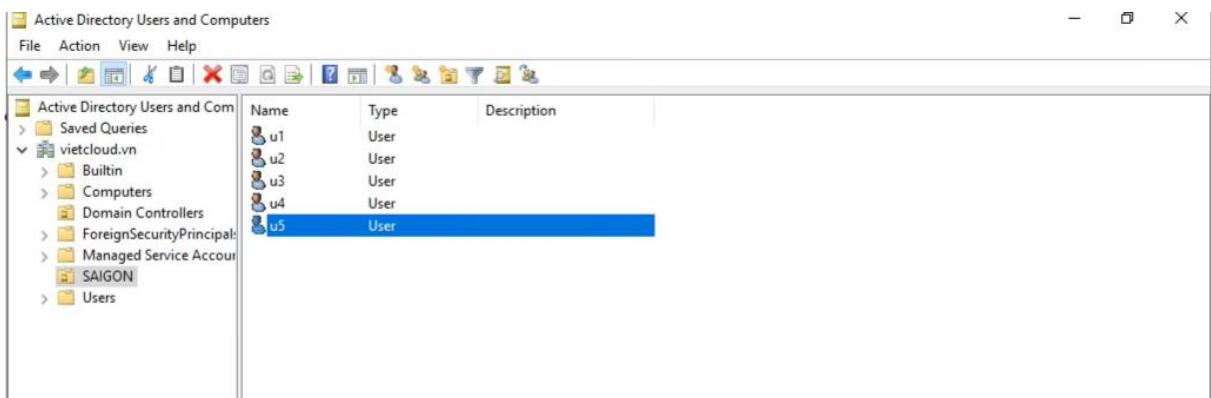 Active Directory Users and Computers
File Action View Help
Active Directory Users and Com
Saved Queries
vietcloud.vn
Builtin
Computers
Domain Controllers
ForeignSecurityPrincipals
Managed Service Accour
SAIGON
Users
Name Type Description
u1 User
u2 User
u3 User
u4 User
u5 User